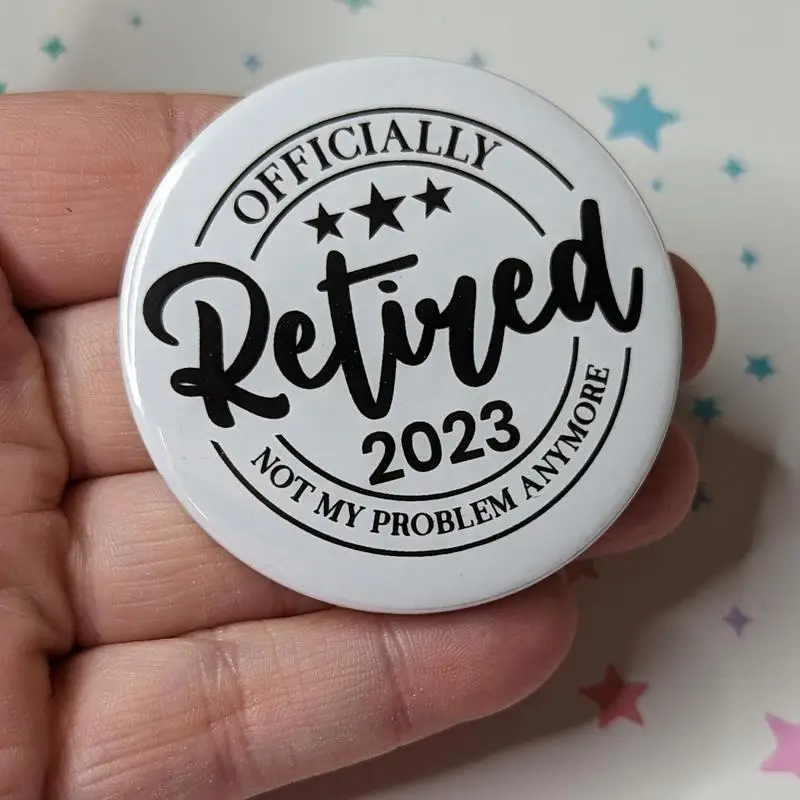 OFFICIALLY
Retired
2023
NOT MY PROBLEM ANYMORE